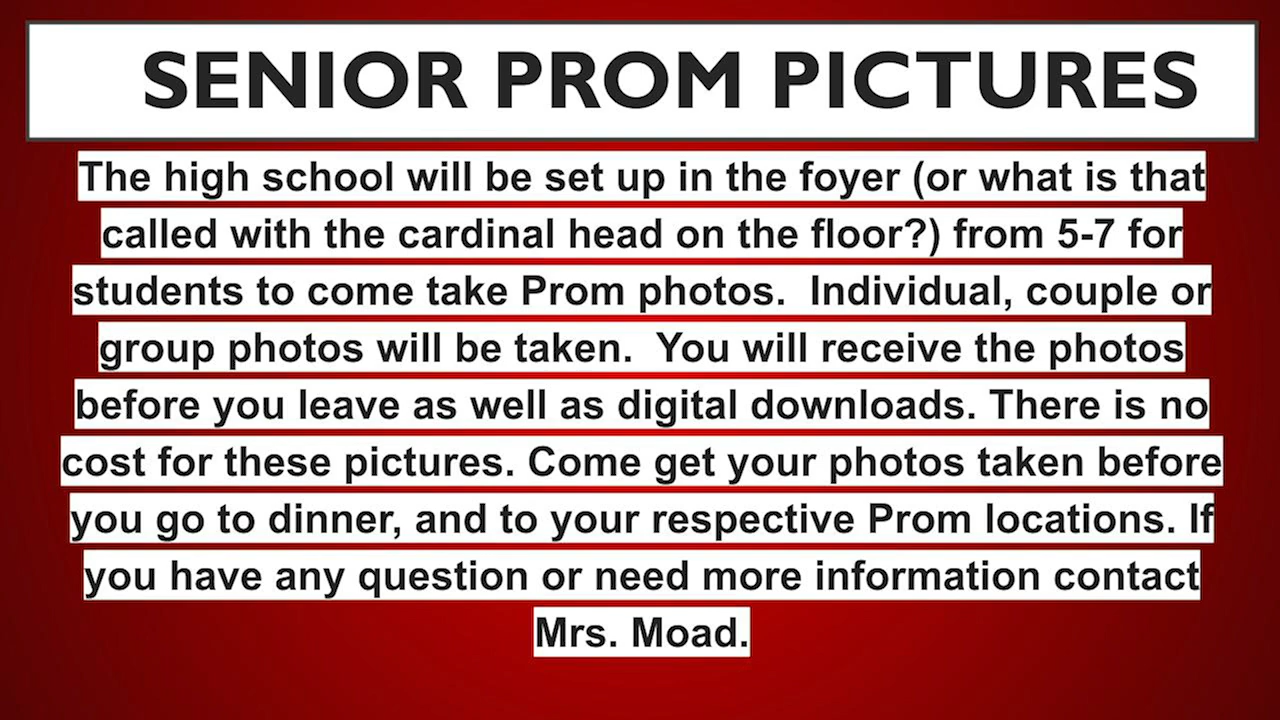 SENIOR PROM PICTURES
The high school will be set up in the foyer (or what is that
called with the cardinal head on the floor?) from 5-7 for
students to come take Prom photos.  Individual, couple or
group photos will be taken.  You will receive the photos
before you leave as well as digital downloads. There is no
cost for these pictures. Come get your photos taken before
you go to dinner, and to your respective Prom locations. If
you have any question or need more information contact
Mrs. Moad.